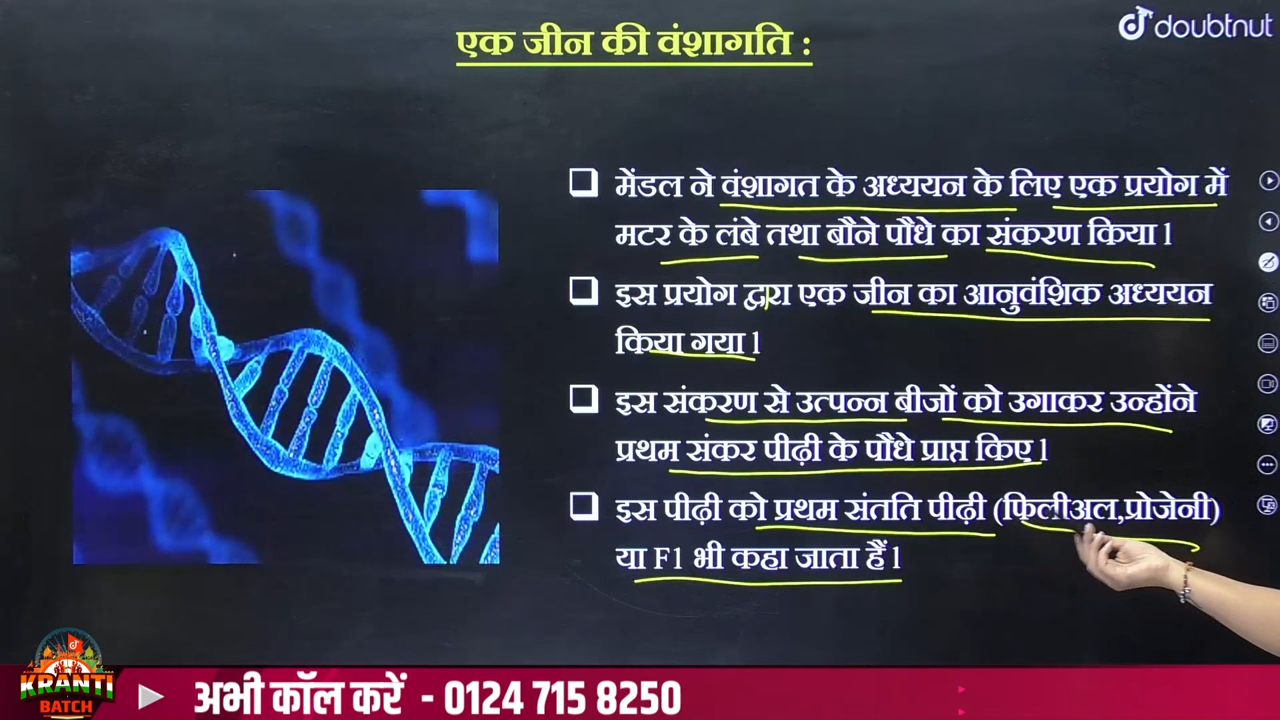 एक जीन की वंशागति :
doubtnut
❑ मेंडल ने वंशागत के अध्ययन के लिए एक प्रयोग में
मटर के लंबे तथा बौने पौधे का संकरण किया l
❑ इस प्रयोग द्वारा एक जीन का आनुवंशिक अध्ययन
किया गया l
❑ इस संकरण से उत्पन्न बीजों को उगाकर उन्होंने
प्रथम संकर पीढ़ी के पौधे प्राप्त किए l
❑ इस पीढ़ी को प्रथम संतति पीढ़ी (फिलीअल,प्रोजेनी)
या F1 भी कहा जाता हैं l
KRANTI
BATCH
अभी कॉल करें - 0124 715 8250